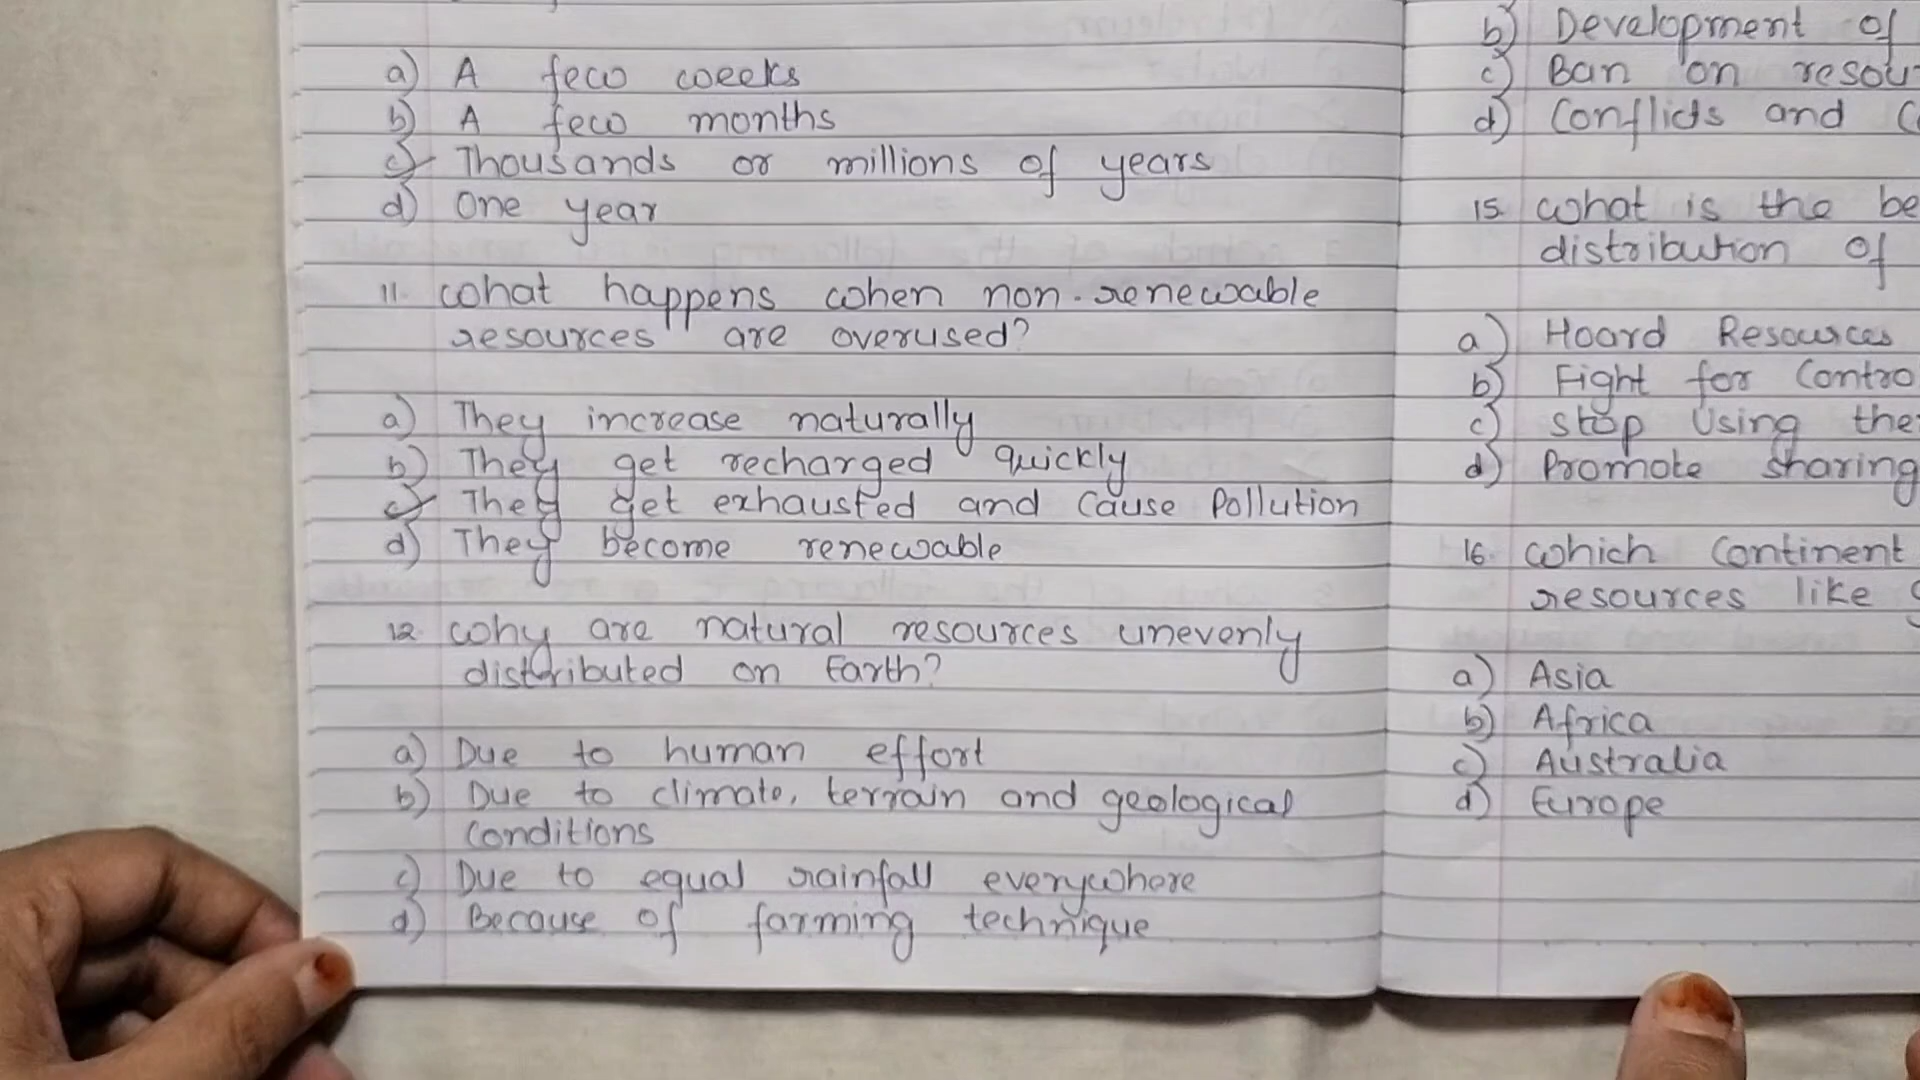 a) A few weeks
b) A few months
c) Thousands or millions of years
d) One year
11. What happens when non-renewable
resources are overused?
a) They increase naturally
b) They get recharged quickly
c) They get exhausted and Cause Pollution
d) They become renewable
12. Why are natural resources unevenly
distributed on Earth?
a) Due to human effort
b) Due to climate, terrain and geological
Conditions
c) Due to equal rainfall everywhere
d) Because of farming technique
b) Development of
c) Ban on
d) Conflicts and
15. What is the
distribution of
a) Hoard Resources
b) Fight for
c) Stop Using
d) Promote sharing
16. Which Continent
resources like
a) Asia
b) Africa
c) Australia
d) Europe